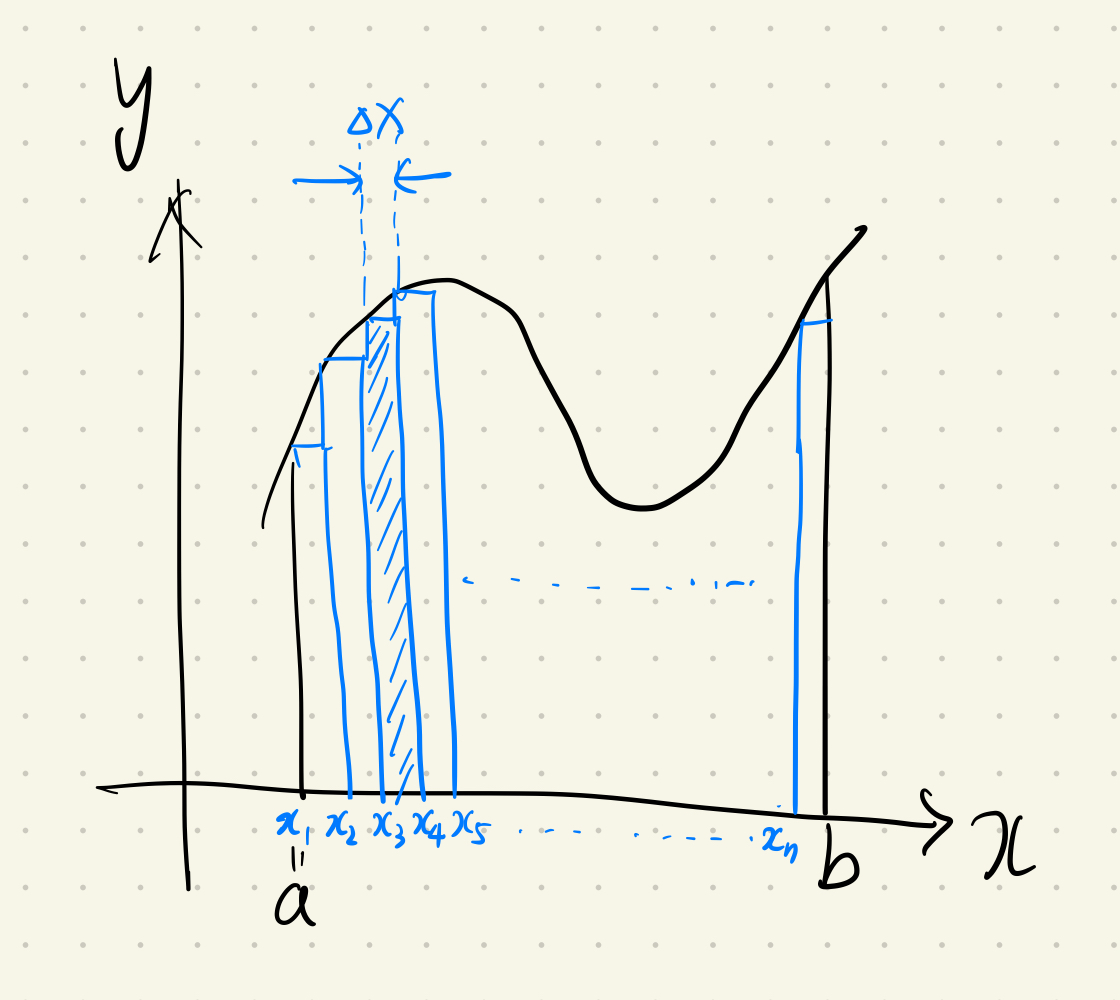 y
Δx
x₁ x₂ x₃ x₄ x₅ ..... xₙ
॥
a b x